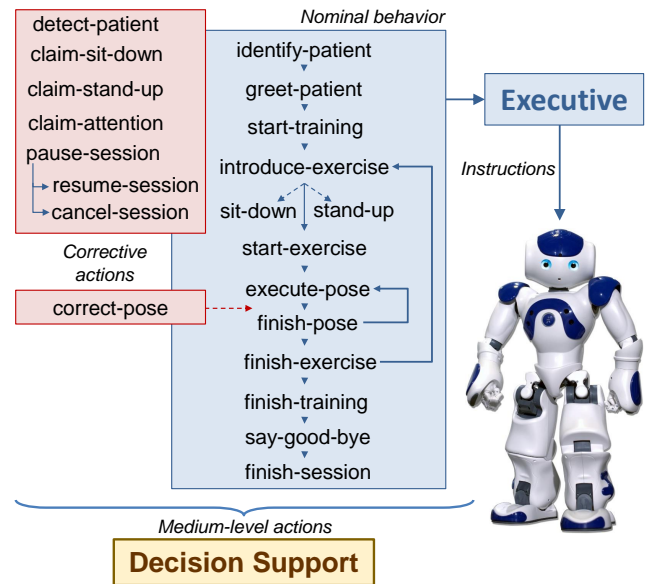 detect-patient
claim-sit-down
claim-stand-up
claim-attention
pause-session
resume-session
cancel-session
Corrective
actions
correct-pose
Nominal behavior
identify-patient
greet-patient
start-training
introduce-exercise
sit-down stand-up
start-exercise
execute-pose
finish-pose
finish-exercise
finish-training
say-good-bye
finish-session
Executive
Instructions
Medium-level actions
Decision Support